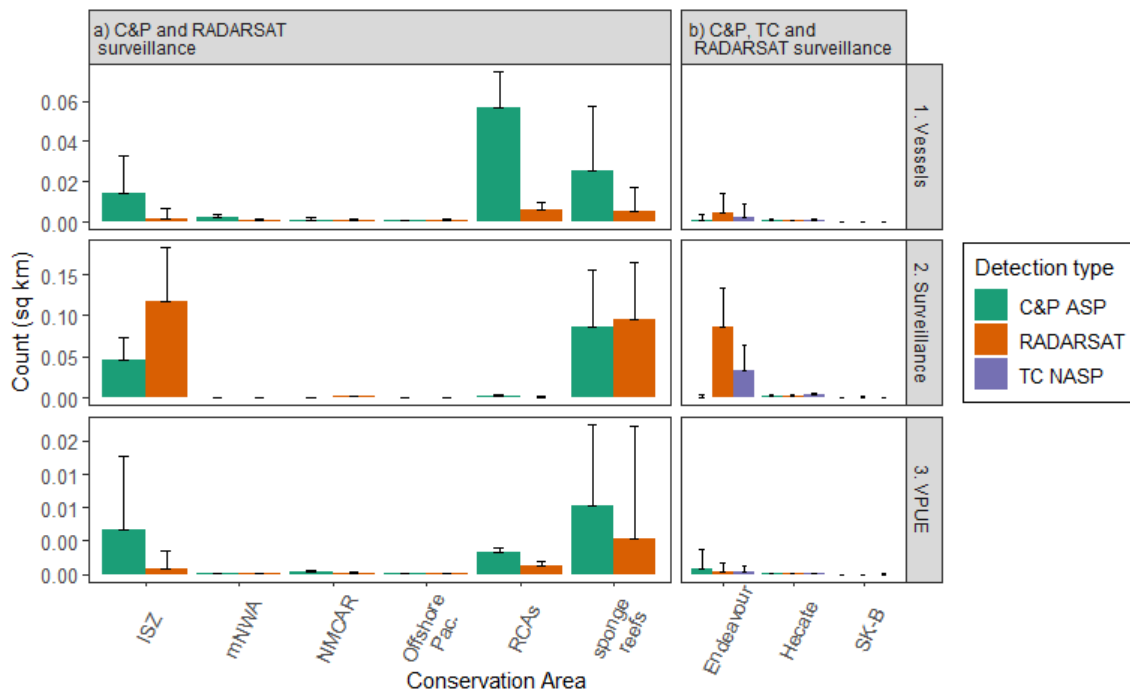 a) C&P and RADARSAT
surveillance
b) C&P, TC and
RADARSAT surveillance
0.06
0.04
0.02
0.00
1. Vessels
0.15
0.10
0.05
0.00
2. Surveillance
0.02
0.01
0.01
0.00
0.00
3. VPUE
Count (sq km)
ISZ
mNWA
NMCAR
Offshore
Pac.
RCAs
sponge
reefs
Endeavour
Hecate
SK-B
Conservation Area
Detection type
C&P ASP
RADARSAT
TC NASP